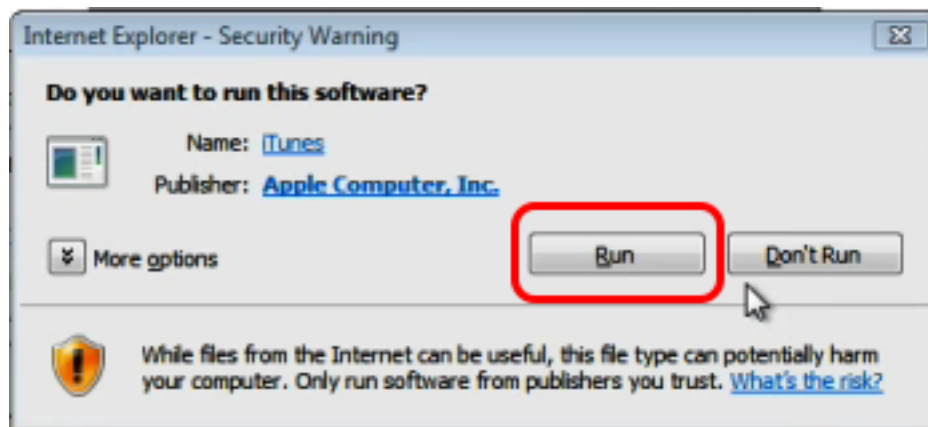 Internet Explorer - Security Warning
Do you want to run this software?
Name: iTunes
Publisher: Apple Computer, Inc.
More options
Run
Don't Run
While files from the Internet can be useful, this file type can potentially harm
your computer. Only run software from publishers you trust. What's the risk?